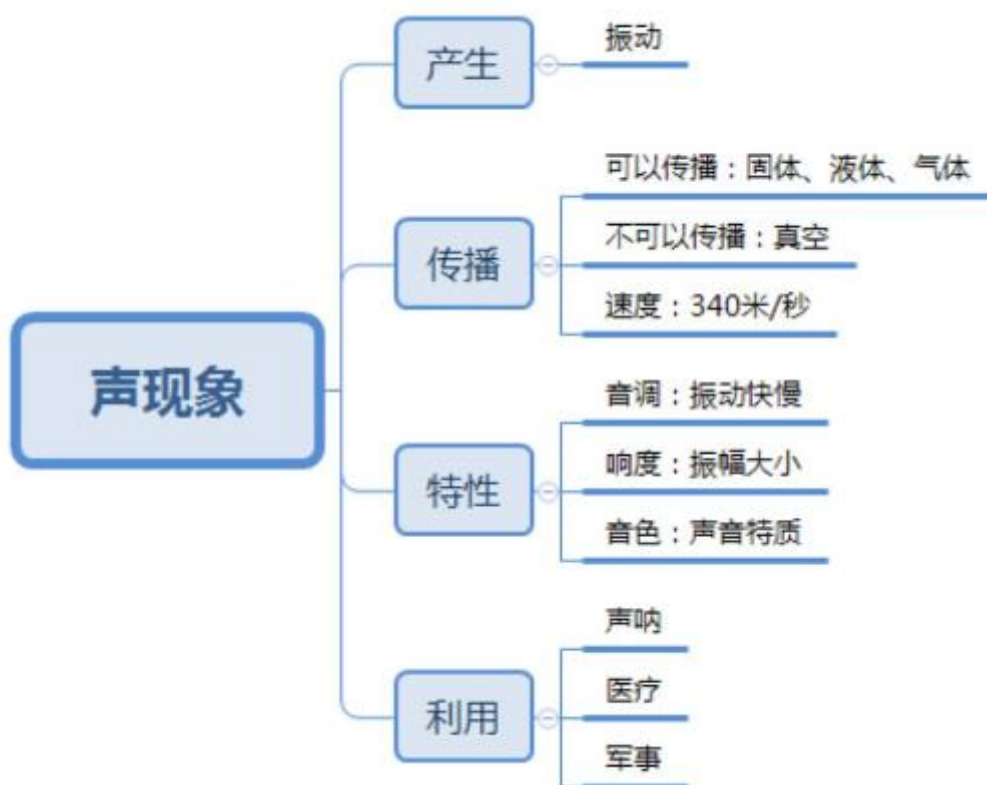 声现象
产生
振动
传播
可以传播：固体、液体、气体
不可以传播：真空
速度：340米/秒
特性
音调：振动快慢
响度：振幅大小
音色：声音特质
利用
声呐
医疗
军事